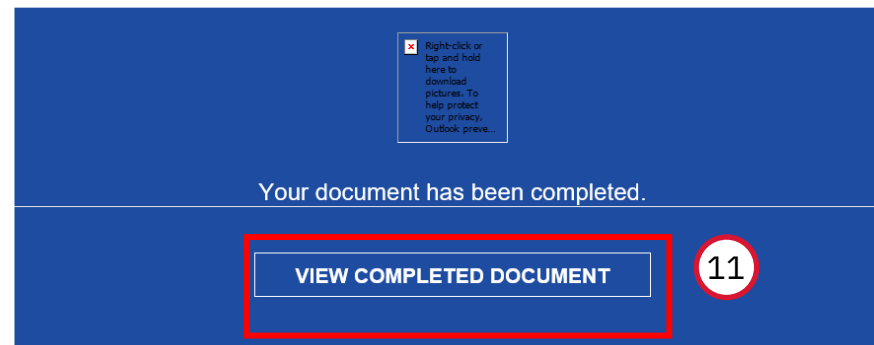 Right-click or
tap and hold
here to
download
pictures. To
help protect
your privacy,
Outlook preve...
Your document has been completed.
VIEW COMPLETED DOCUMENT
11